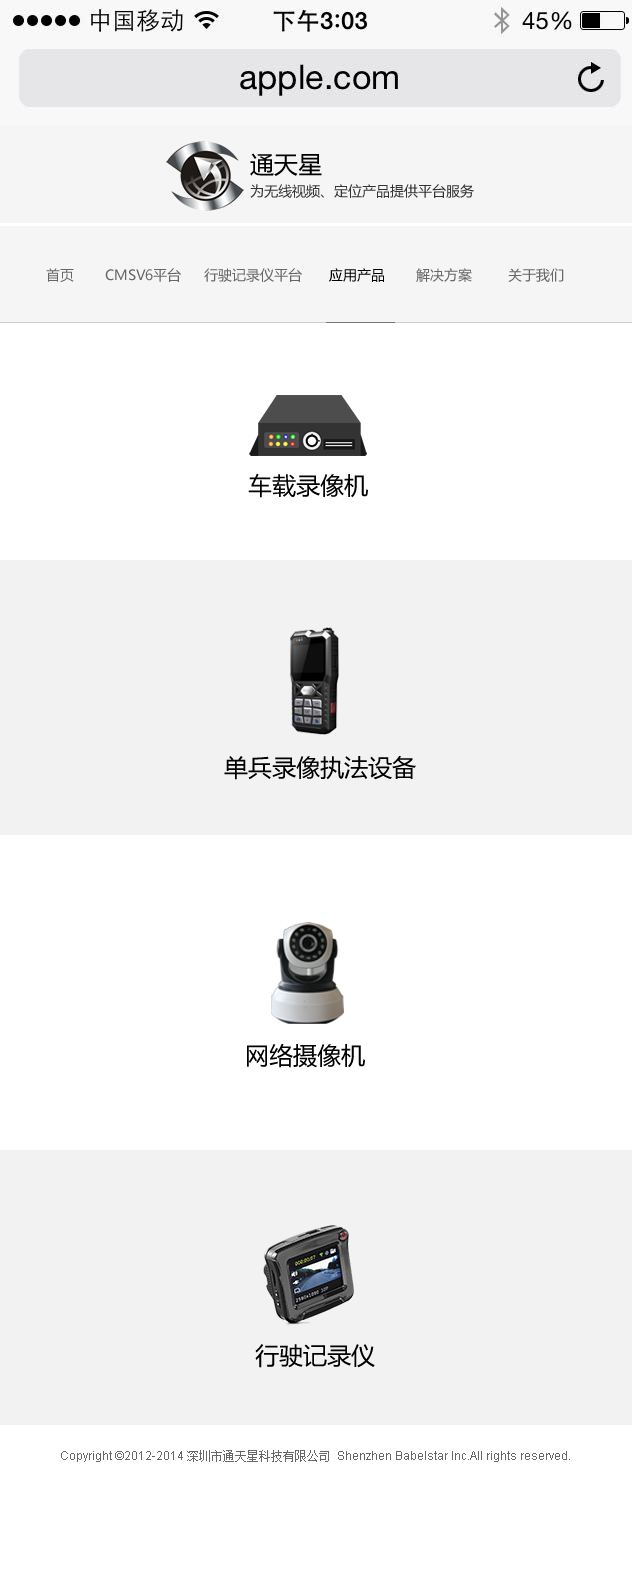 中国移动 下午3:03 45%
apple.com
通天星
为无线视频、定位产品提供平台服务
首页 CMSV6平台 行驶记录仪平台 应用产品 解决方案 关于我们
车载录像机
单兵录像执法设备
网络摄像机
行驶记录仪
Copyright ©2012-2014 深圳市通天星科技有限公司 Shenzhen Babelstar Inc.All rights reserved.